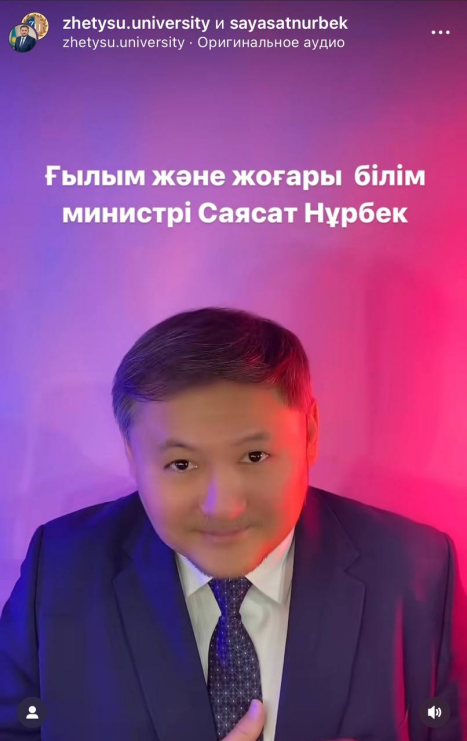 zhetysu.university и sayasatnurbek
zhetysu.university · Оригинальное аудио
Ғылым және жоғары білім
министрі Саясат Нұрбек